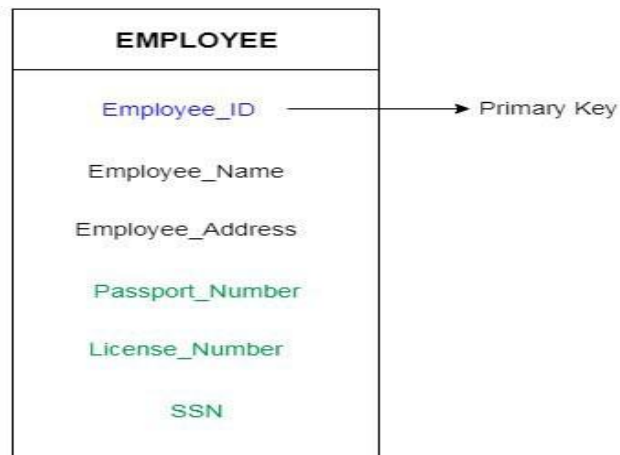 EMPLOYEE
Employee_ID
Primary Key
Employee_Name
Employee_Address
Passport_Number
License_Number
SSN